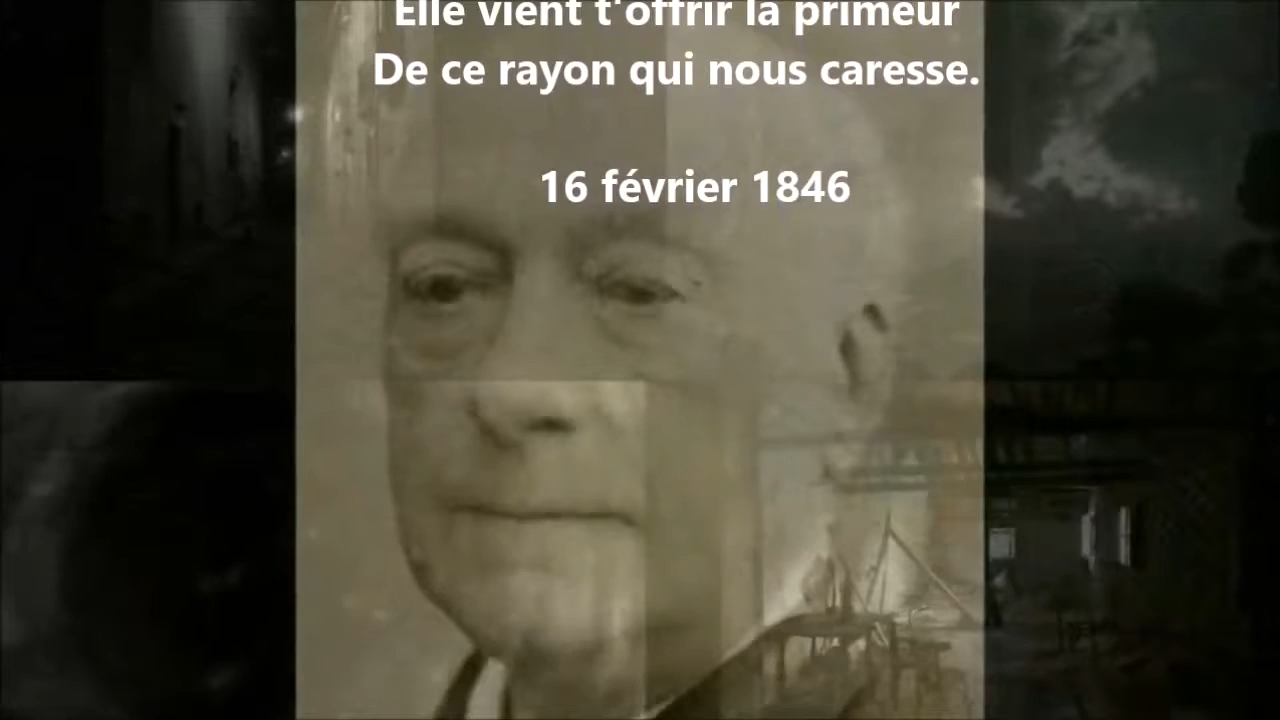 Elle vient t'offrir la primeur
De ce rayon qui nous caresse.
16 février 1846